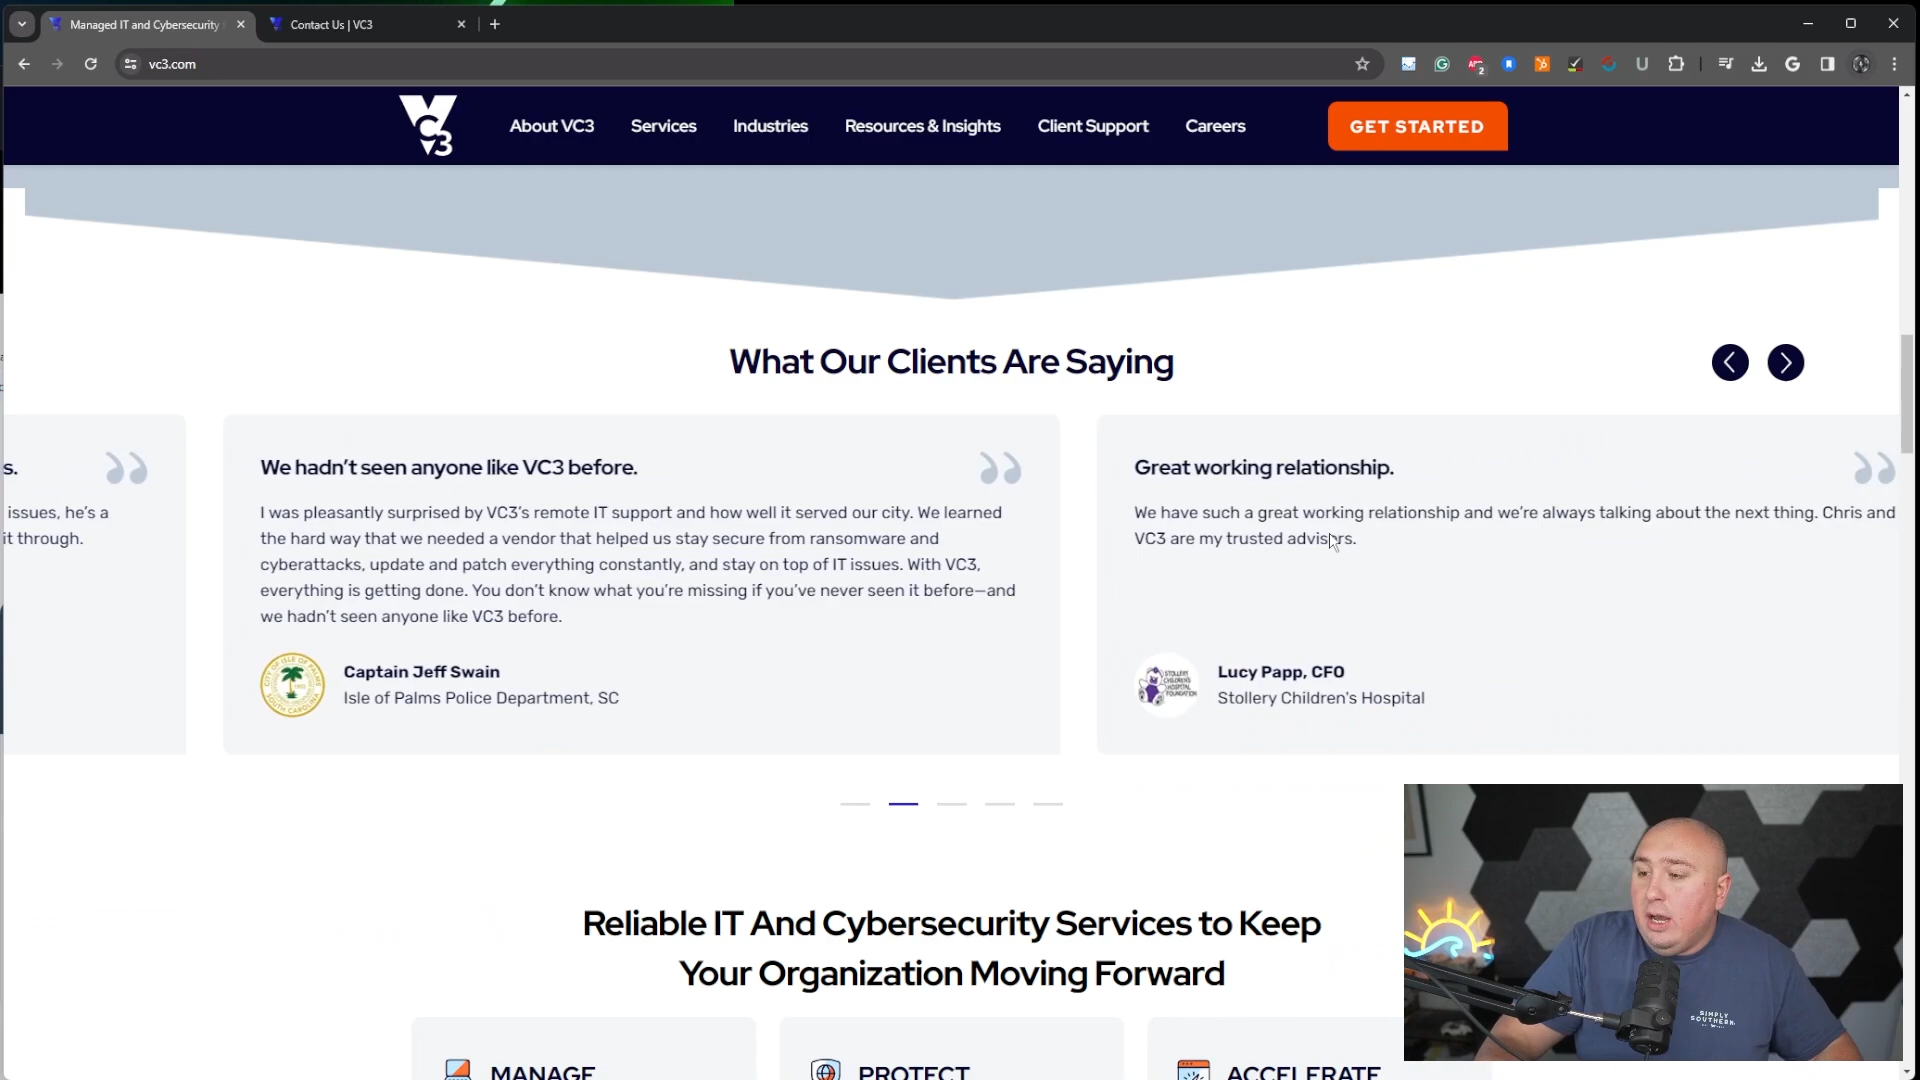 Managed IT and Cybersecurity
Contact Us | VC3
vc3.com
2
VC3
About VC3
Services
Industries
Resources & Insights
Client Support
Careers
GET STARTED
What Our Clients Are Saying
s.
issues, he's a
it through.
We hadn't seen anyone like VC3 before.
I was pleasantly surprised by VC3's remote IT support and how well it served our city. We learned
the hard way that we needed a vendor that helped us stay secure from ransomware and
cyberattacks, update and patch everything constantly, and stay on top of IT issues. With VC3,
everything is getting done. You don't know what you're missing if you've never seen it before—and
we hadn't seen anyone like VC3 before.
Captain Jeff Swain
Isle of Palms Police Department, SC
Great working relationship.
We have such a great working relationship and we're always talking about the next thing. Chris and
VC3 are my trusted advisors.
Lucy Papp, CFO
Stollery Children's Hospital
Reliable IT And Cybersecurity Services to Keep
Your Organization Moving Forward
MANAGE
PROTECT
ACCELERATE
SIMPLY
SOUTHERN